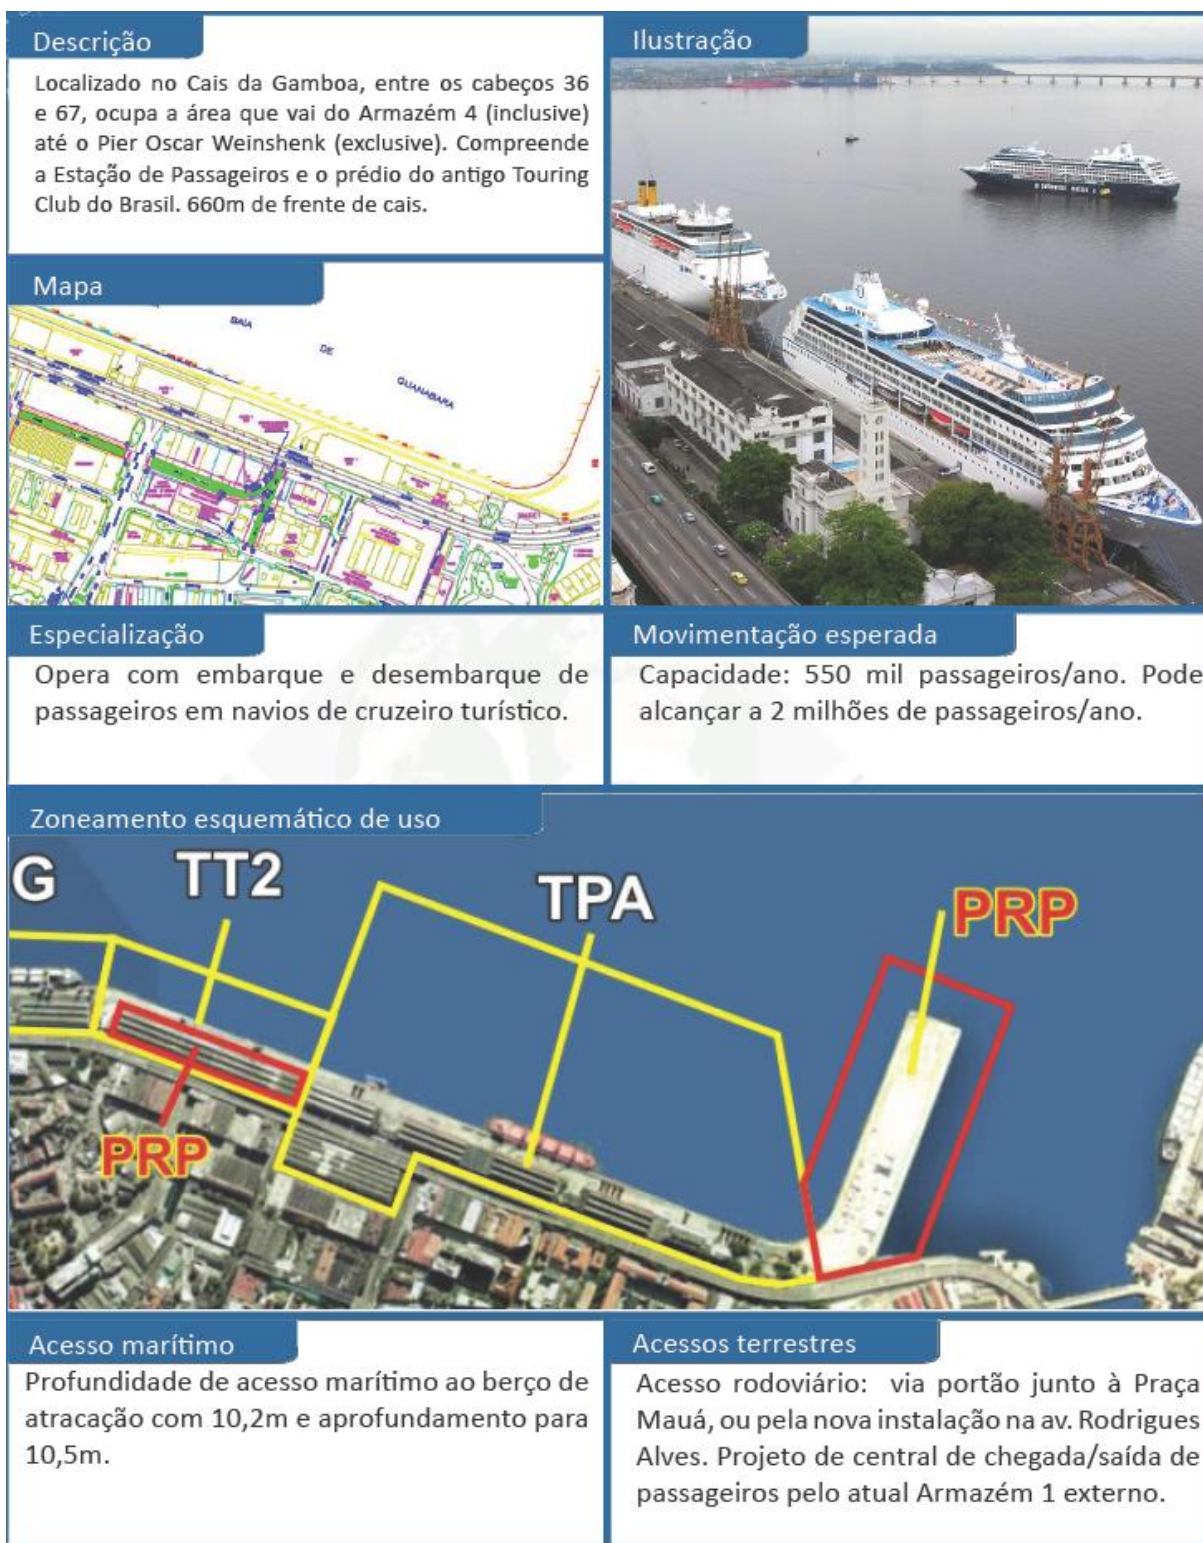 Descrição
Localizado no Cais da Gamboa, entre os cabeços 36
e 67, ocupa a área que vai do Armazém 4 (inclusive)
até o Pier Oscar Weinshenk (exclusive). Compreende
a Estação de Passageiros e o prédio do antigo Touring
Club do Brasil. 660m de frente de cais.
Ilustração
Mapa
BAIA
DE
GUANABARA
Especialização
Opera com embarque e desembarque de
passageiros em navios de cruzeiro turístico.
Movimentação esperada
Capacidade: 550 mil passageiros/ano. Pode
alcançar a 2 milhões de passageiros/ano.
Zoneamento esquemático de uso
G
TT2
TPA
PRP
PRP
Acesso marítimo
Profundidade de acesso marítimo ao berço de
atracação com 10,2m e aprofundamento para
10,5m.
Acessos terrestres
Acesso rodoviário: via portão junto à Praça
Mauá, ou pela nova instalação na av. Rodrigues
Alves. Projeto de central de chegada/saída de
passageiros pelo atual Armazém 1 externo.